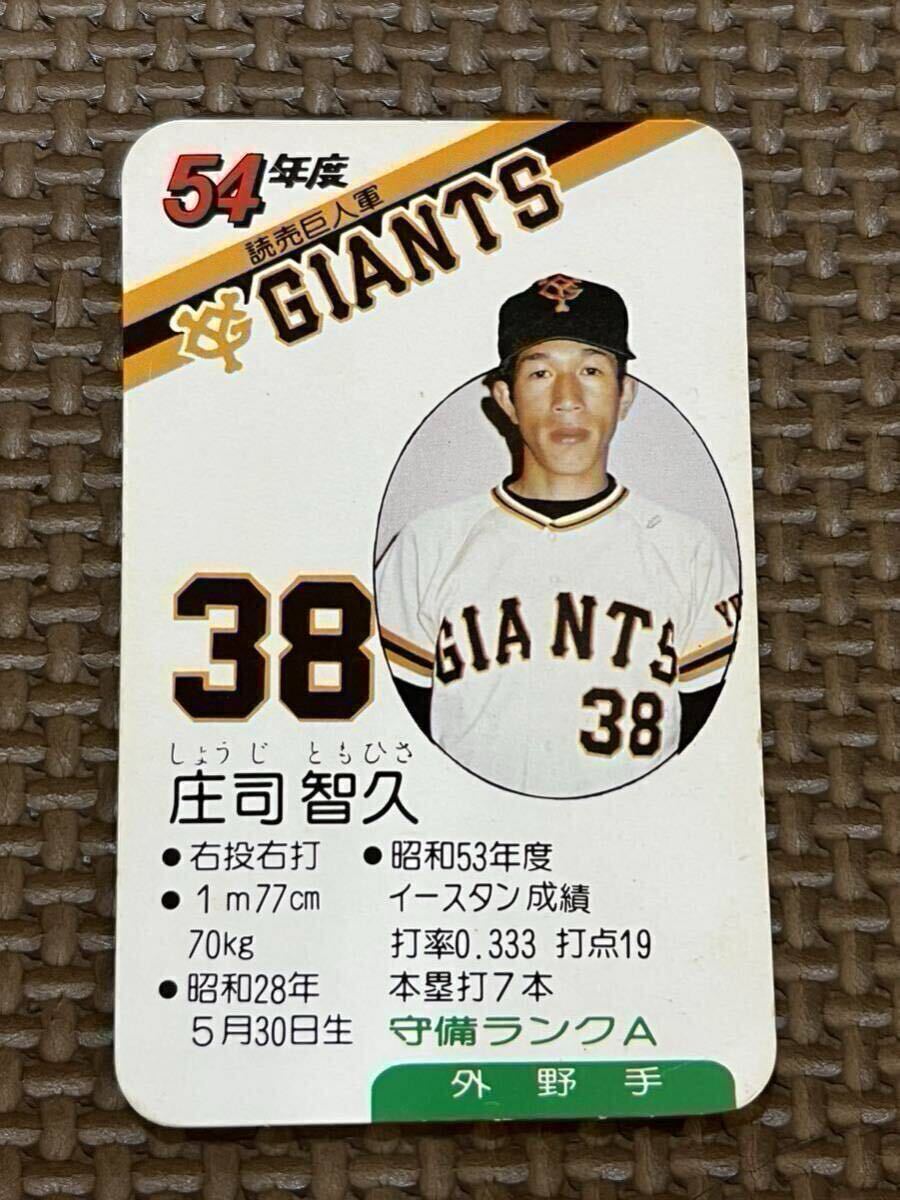 54年度
読売巨人軍
GIANTS
YG
GIANTS
38
38
しょうじ ともひさ
庄司 智久
●右投右打
●1m77cm
70kg
●昭和28年
5月30日生
●昭和53年度
イースタン成績
打率0.333 打点19
本塁打7本
守備ランクA
外野手